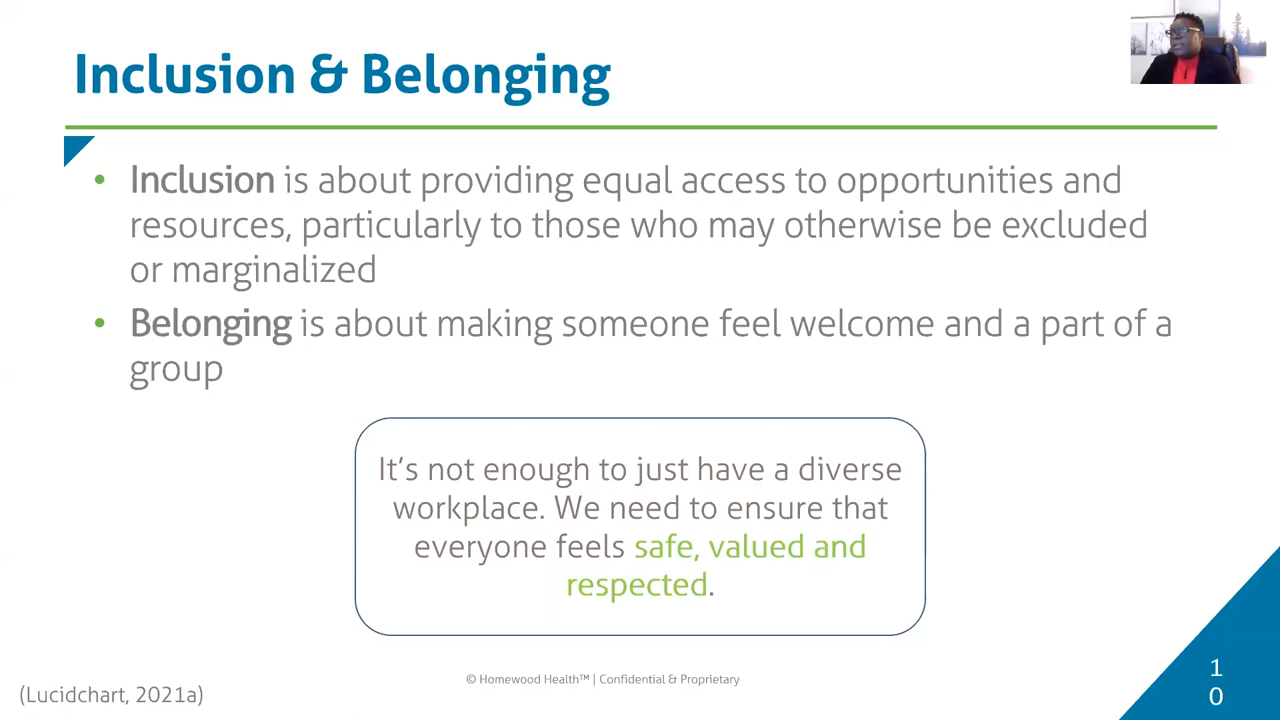 Inclusion & Belonging
• Inclusion is about providing equal access to opportunities and
resources, particularly to those who may otherwise be excluded
or marginalized
• Belonging is about making someone feel welcome and a part of a
group
It’s not enough to just have a diverse
workplace. We need to ensure that
everyone feels safe, valued and
respected.
© Homewood Health™ | Confidential & Proprietary
(Lucidchart, 2021a)
1
0